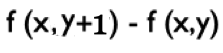 f (x,y+1) - f (x,y)